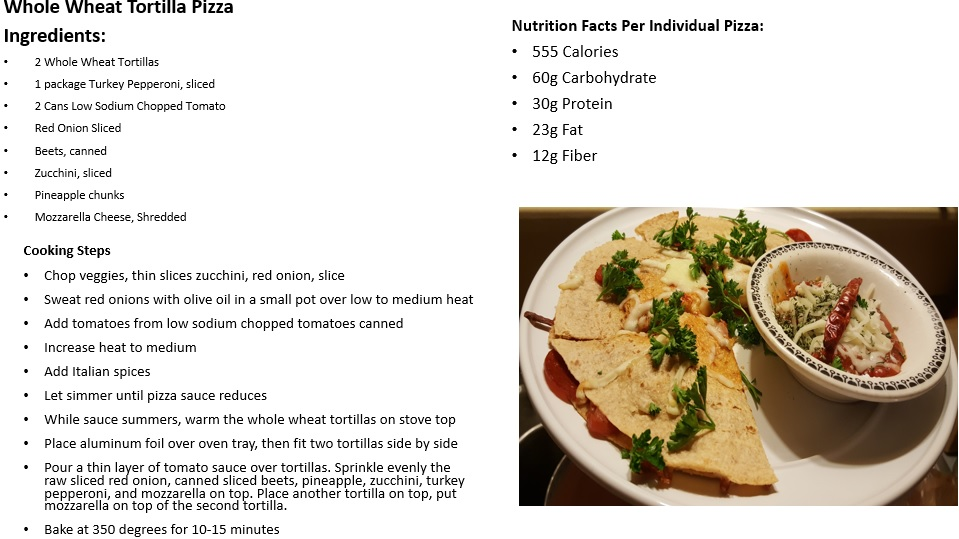 Whole Wheat Tortilla Pizza
Ingredients:
• 2 Whole Wheat Tortillas
• 1 package Turkey Pepperoni, sliced
• 2 Cans Low Sodium Chopped Tomato
• Red Onion Sliced
• Beets, canned
• Zucchini, sliced
• Pineapple chunks
• Mozzarella Cheese, Shredded
Cooking Steps
• Chop veggies, thin slices zucchini, red onion, slice
• Sweat red onions with olive oil in a small pot over low to medium heat
• Add tomatoes from low sodium chopped tomatoes canned
• Increase heat to medium
• Add Italian spices
• Let simmer until pizza sauce reduces
• While sauce summers, warm the whole wheat tortillas on stove top
• Place aluminum foil over oven tray, then fit two tortillas side by side
• Pour a thin layer of tomato sauce over tortillas. Sprinkle evenly the
raw sliced red onion, canned sliced beets, pineapple, zucchini, turkey
pepperoni, and mozzarella on top. Place another tortilla on top, put
mozzarella on top of the second tortilla.
• Bake at 350 degrees for 10-15 minutes
Nutrition Facts Per Individual Pizza:
• 555 Calories
• 60g Carbohydrate
• 30g Protein
• 23g Fat
• 12g Fiber